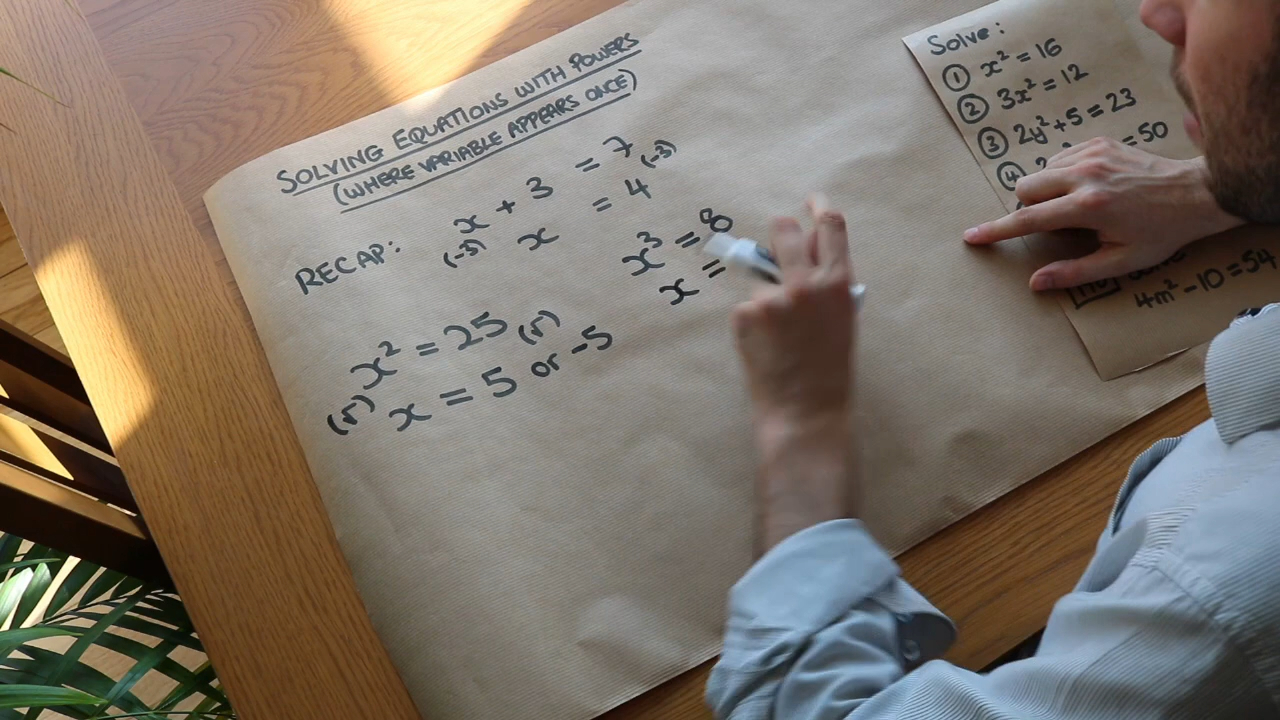 SOLVING EQUATIONS WITH POWERS
(WHERE VARIABLE APPEARS ONCE)
RECAP:
x + 3 = 7
(-3) x = 4 (-3)
x² = 25
(√) x = 5 or -5 (√)
x³ = 8
x =
Solve:
① x² = 16
② 3x² = 12
③ 2y² + 5 = 23
④ = 50
4m² - 10 = 54